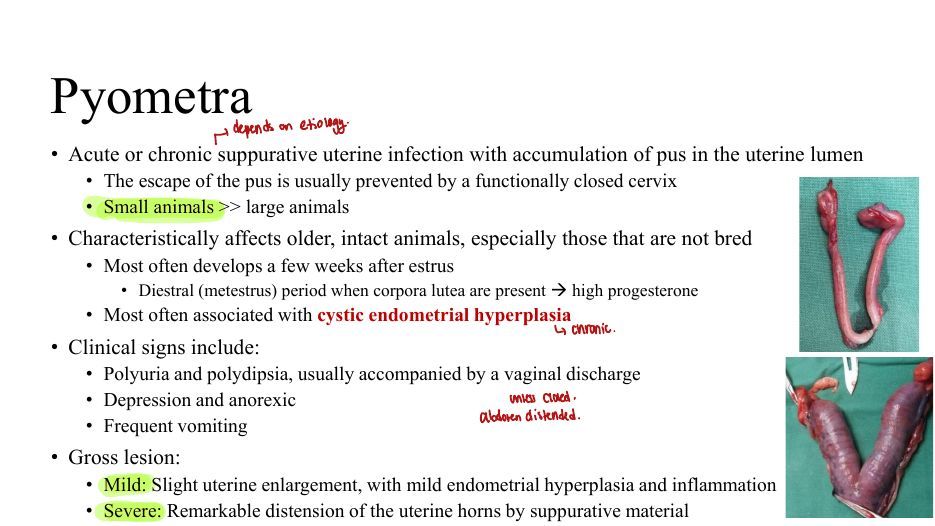 Pyometra
depends on etiology.
• Acute or chronic suppurative uterine infection with accumulation of pus in the uterine lumen
• The escape of the pus is usually prevented by a functionally closed cervix
• Small animals >> large animals
• Characteristically affects older, intact animals, especially those that are not bred
• Most often develops a few weeks after estrus
• Diestral (metestrus) period when corpora lutea are present → high progesterone
• Most often associated with cystic endometrial hyperplasia
↳ chronic.
• Clinical signs include:
• Polyuria and polydipsia, usually accompanied by a vaginal discharge
• Depression and anorexic
unless closed.
abdomen distended.
• Frequent vomiting
• Gross lesion:
• Mild: Slight uterine enlargement, with mild endometrial hyperplasia and inflammation
• Severe: Remarkable distension of the uterine horns by suppurative material